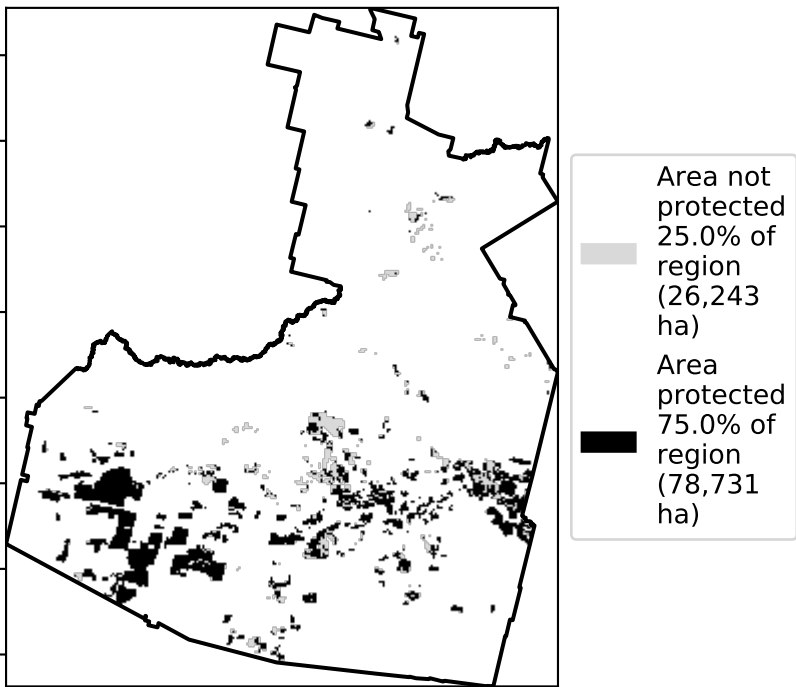 Area not
protected
25.0% of
region
(26,243
ha)
Area
protected
75.0% of
region
(78,731
ha)